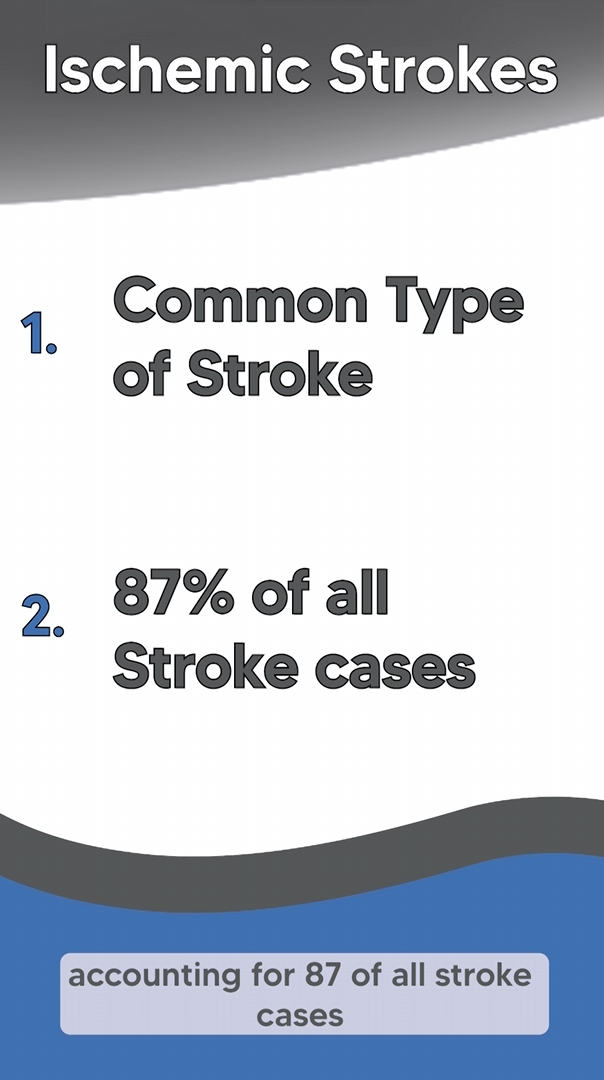 Ischemic Strokes
1.
Common Type
of Stroke
2.
87% of all
Stroke cases
accounting for 87 of all stroke
cases